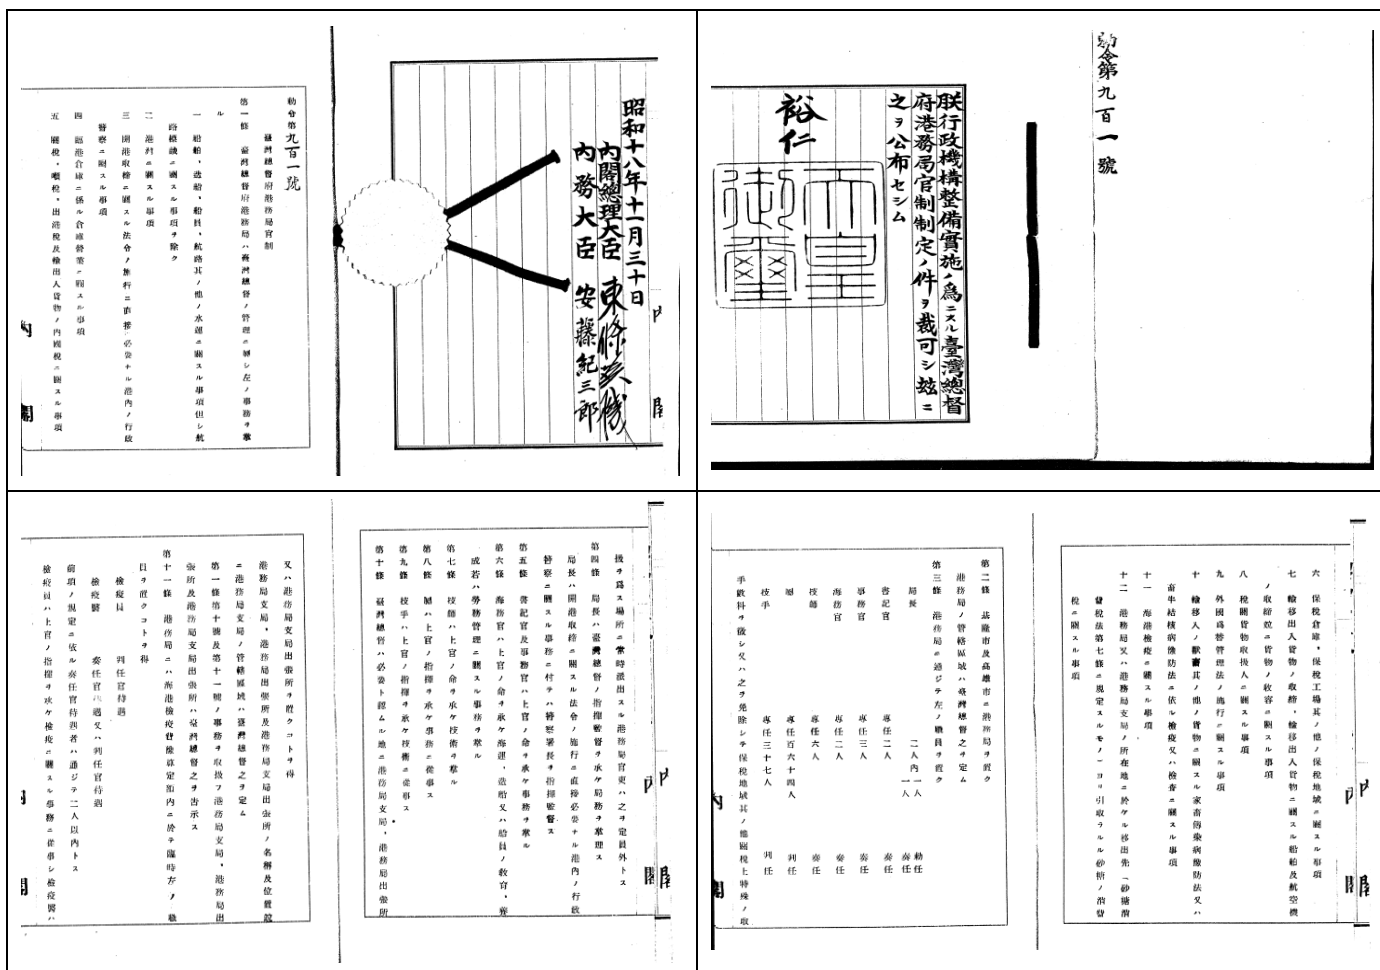 勅令第九百一號
朕行政機構整備實施ノ爲ニスル臺灣總督
府港務局官制制定ノ件ヲ裁可シ玆ニ
之ヲ公布セシム
裕仁
天皇御璽
昭和十八年十一月三十日
內閣總理大臣 東條英機
內務大臣 安藤紀三郎
內閣
勅令第九百一號
臺灣總督府港務局官制
第一條 臺灣總督府港務局ハ臺灣總督ノ管理ニ屬シ左ノ事務ヲ掌
ル
一 船舶、造船、船員、航路其ノ他ノ水運ニ關スル事項但シ航
路標識ニ關スル事項ヲ除ク
二 港灣ニ關スル事項
三 開港取締ニ關スル法令ノ施行ニ直接必要ナル港內ノ行政
警察ニ關スル事項
四 臨港倉庫ニ係ル倉庫營業ニ關スル事項
五 關稅、噸稅、出港稅及輸出入貨物ノ內國稅ニ關スル事項
內閣
六 保稅倉庫、保稅工場其ノ他ノ保稅地域ニ關スル事項
七 輸移出入貨物ノ取締、輸移出入貨物ニ關スル船舶及航空機
ノ取締竝ニ貨物ノ收容ニ關スル事項
八 稅關貨物取扱人ニ關スル事項
九 外國爲替管理法ノ施行ニ關スル事項
十 輸移入ノ獸畜其ノ他ノ貨物ニ關スル家畜傳染病豫防法又ハ
畜牛結核病豫防法ニ依ル檢疫又ハ檢査ニ關スル事項
十一 海港檢疫ニ關スル事項
十二 港務局又ハ港務局支局ノ所在地ニ於ケル移出先ノ砂糖消
費稅法第七條ニ規定スルモノニヨリ引取ラルル砂糖ノ消費
稅ニ關スル事項
內閣
第二條 基隆市及高雄市ニ港務局ヲ置ク
港務局ノ管轄區域ハ臺灣總督之ヲ定ム
第三條 港務局ニ通ジテ左ノ職員ヲ置ク
局長 二人 內一人 勅任 一人 奏任
書記官 專任二人 奏任
事務官 專任三人 奏任
海務官 專任二人 奏任
技師 專任六人 奏任
屬 專任百六十四人 判任
技手 專任三十七人 判任
手數料ヲ徵シ又ハ之ヲ免除シテ保稅地域其ノ他關稅上特殊ノ取
內閣
扱ヲ爲ス場所ニ常時派出スル港務局官吏ハ之ヲ定員外トス
第四條 局長ハ臺灣總督ノ指揮監督ヲ承ケ局務ヲ掌理ス
局長ハ開港取締ニ關スル法令ノ施行ニ直接必要ナル港內ノ行政
警察ニ關スル事務ニ付テハ警察署長ヲ指揮監督ス
第五條 書記官及事務官ハ上官ノ命ヲ承ケ事務ヲ掌ル
第六條 海務官ハ上官ノ命ヲ承ケ海運、造船又ハ船員ノ敎育、養
成若ハ勞務管理ニ關スル事務ヲ掌ル
第七條 技師ハ上官ノ命ヲ承ケ技術ヲ掌ル
第八條 屬ハ上官ノ指揮ヲ承ケ事務ニ從事ス
第九條 技手ハ上官ノ指揮ヲ承ケ技術ニ從事ス
第十條 臺灣總督ハ必要ト認ムル地ニ港務局支局、港務局出張所
內閣
又ハ港務局支局出張所ヲ置クコトヲ得
港務局支局、港務局出張所及港務局支局出張所ノ名稱及位置竝
ニ港務局支局ノ管轄區域ハ臺灣總督之ヲ定ム
第一條第十號及第十一號ノ事務ヲ取扱フ港務局支局、港務局出
張所及港務局支局出張所ハ臺灣總督之ヲ吿示ス
第十一條 港務局ニハ海港檢疫費豫算定額內ニ於テ臨時左ノ職
員ヲ置クコトヲ得
檢疫員 判任官待遇
檢疫醫 奏任官待遇又ハ判任官待遇
前項ノ規定ニ依ル奏任官待遇者ハ通ジテ二人以內トス
檢疫員ハ上官ノ指揮ヲ承ケ檢疫ニ關スル事務ニ從事シ檢疫醫ハ
內閣